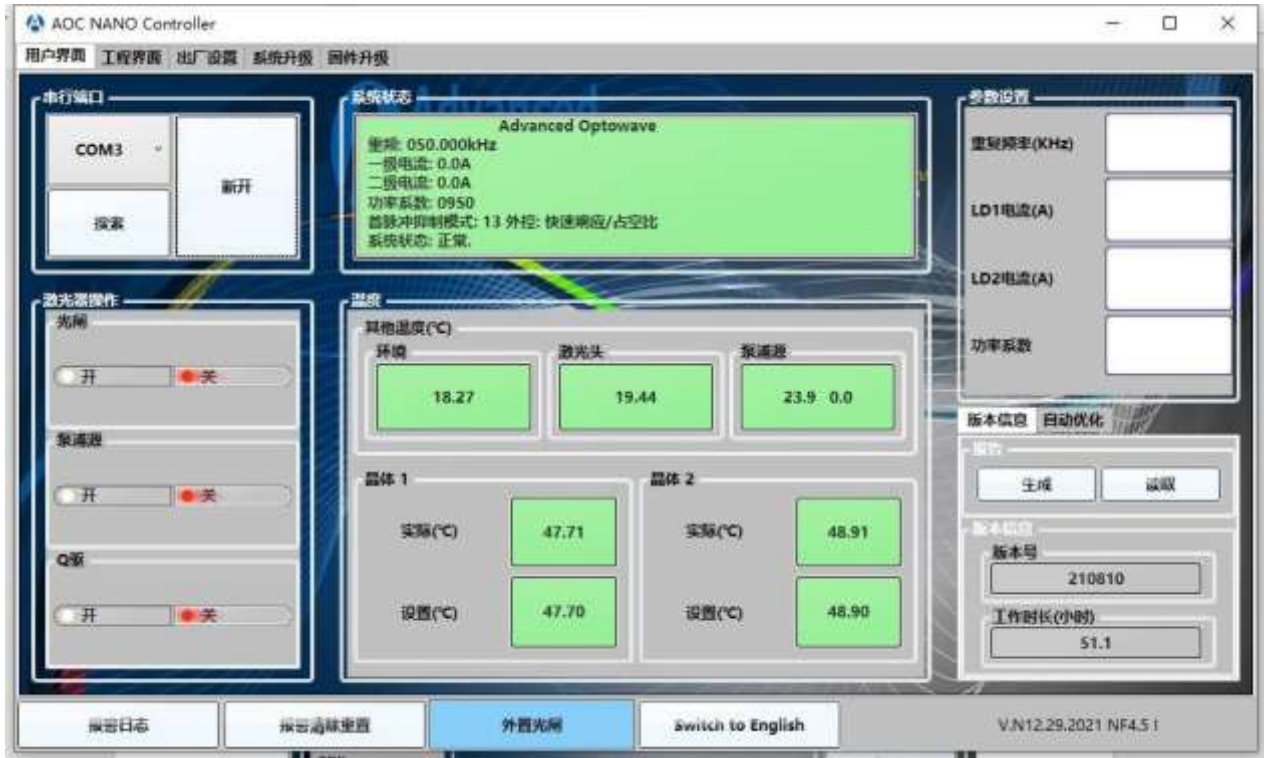 AOC NANO Controller
用户界面 工程界面 出厂设置 系统升级 固件升级
串行端口
COM3
搜索
断开
系统状态
Advanced
Advanced Optowave
重频: 050.000kHz
一级电流: 0.0A
二级电流: 0.0A
功率系数: 0950
首脉冲抑制模式: 13 外控: 快速响应/占空比
系统状态: 正常.
参数设置
重复频率(KHz)
LD1电流(A)
LD2电流(A)
功率系数
激光器操作
光闸
开 关
泵浦源
开 关
Q驱
开 关
温度
其他温度(℃)
环境 激光头 泵浦源
18.27 19.44 23.9 0.0
晶体 1 晶体 2
实际(℃) 47.71 实际(℃) 48.91
设置(℃) 47.70 设置(℃) 48.90
版本信息 自动优化
报告
生成 读取
版本信息
版本号
210810
工作时长(小时)
51.1
报警日志 报警清除重置 外置光闸 Switch to English V.N12.29.2021 NF4.5 I